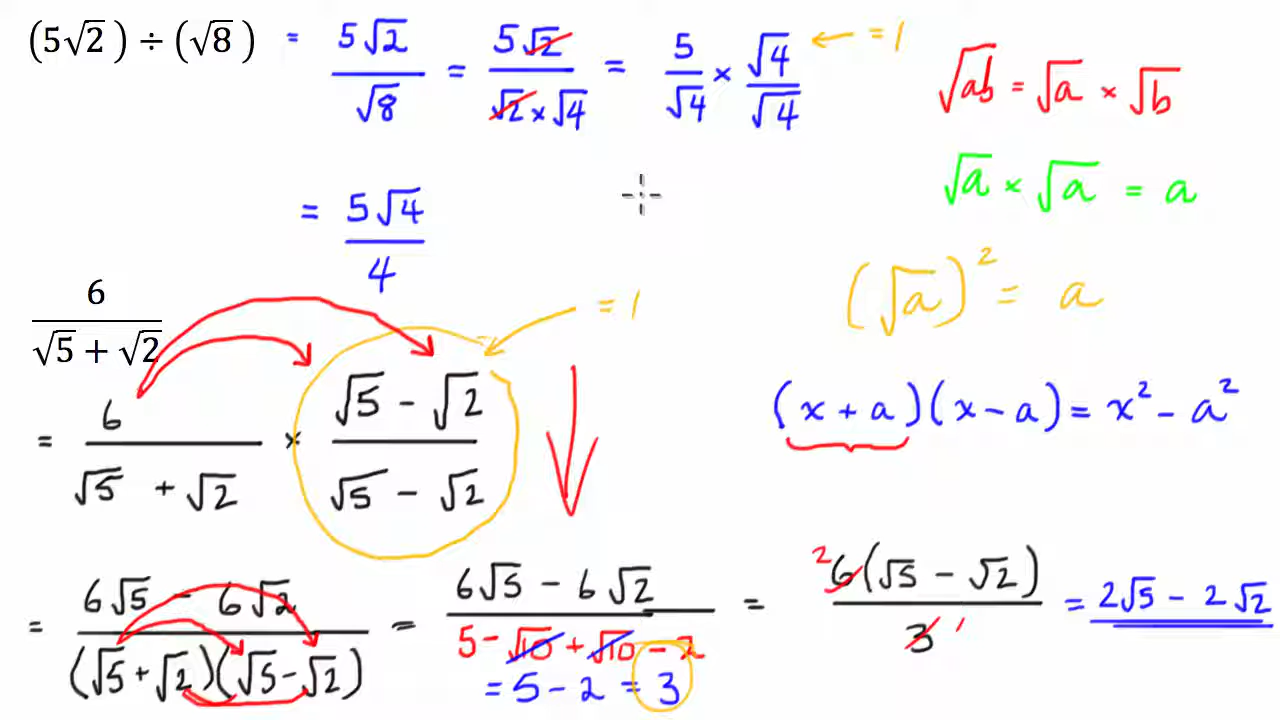 (5√2) ÷ (√8) = 5√2/√8 = 5√2/(√2 × √4) = 5/√4 × √4/√4 ← = 1
√ab = √a × √b
= 5√4/4
√a × √a = a
(√a)² = a
6/(√5 + √2)
= 1
(x + a)(x − a) = x² − a²
= 6/(√5 + √2) × (√5 − √2)/(√5 − √2)
= (6√5 − 6√2)/((√5 + √2)(√5 − √2)) = (6√5 − 6√2)/(5 − √10 + √10 − 2) = 2 6(√5 − √2)/3 1 = 2√5 − 2√2
= 5 − 2 = 3